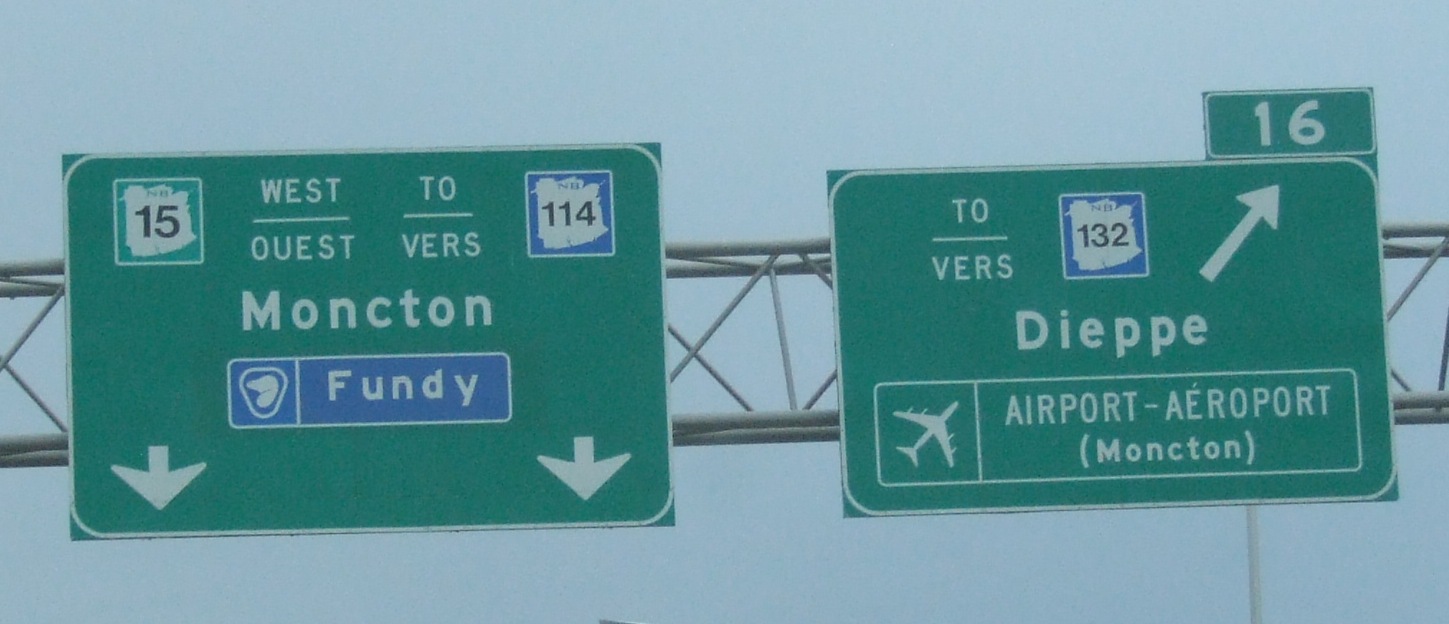 NB
15
WEST
OUEST
TO
VERS
NB
114
Moncton
Fundy
16
TO
VERS
NB
132
Dieppe
AIRPORT-AÉROPORT
(Moncton)